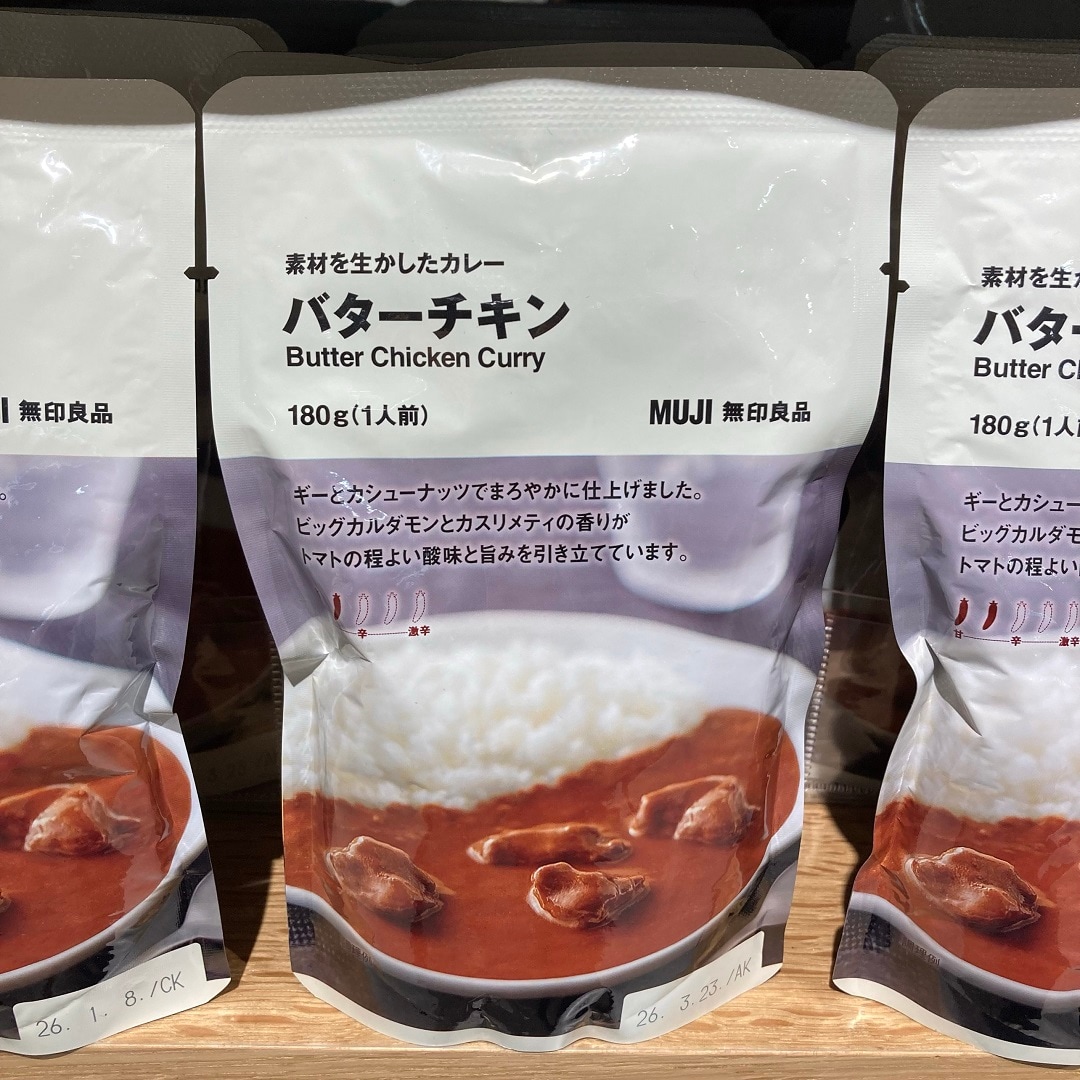 素材を生かしたカレー
バターチキン
Butter Chicken Curry
180g(1人前)
MUJI 無印良品
ギーとカシューナッツでまろやかに仕上げました。
ビッグカルダモンとカスリメティの香りが
トマトの程よい酸味と旨みを引き立てています。
辛 激辛
26. 3.23./AK
無印良品
26. 1. 8./CK
素材を生か
バター
Butter
180g(1人
ギーとカシュー
ビッグカルダモ
トマトの程よい
甘 辛 激辛